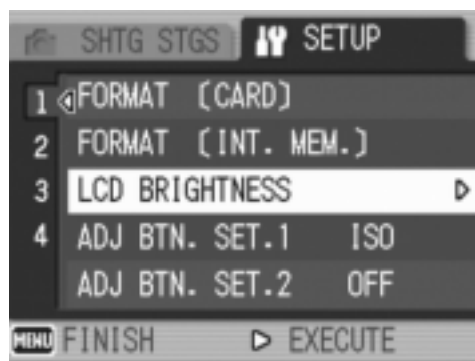 SHTG STGS SETUP
1 FORMAT [CARD]
2 FORMAT [INT. MEM.]
3 LCD BRIGHTNESS
4 ADJ BTN. SET.1 ISO
ADJ BTN. SET.2 OFF
MENU FINISH EXECUTE